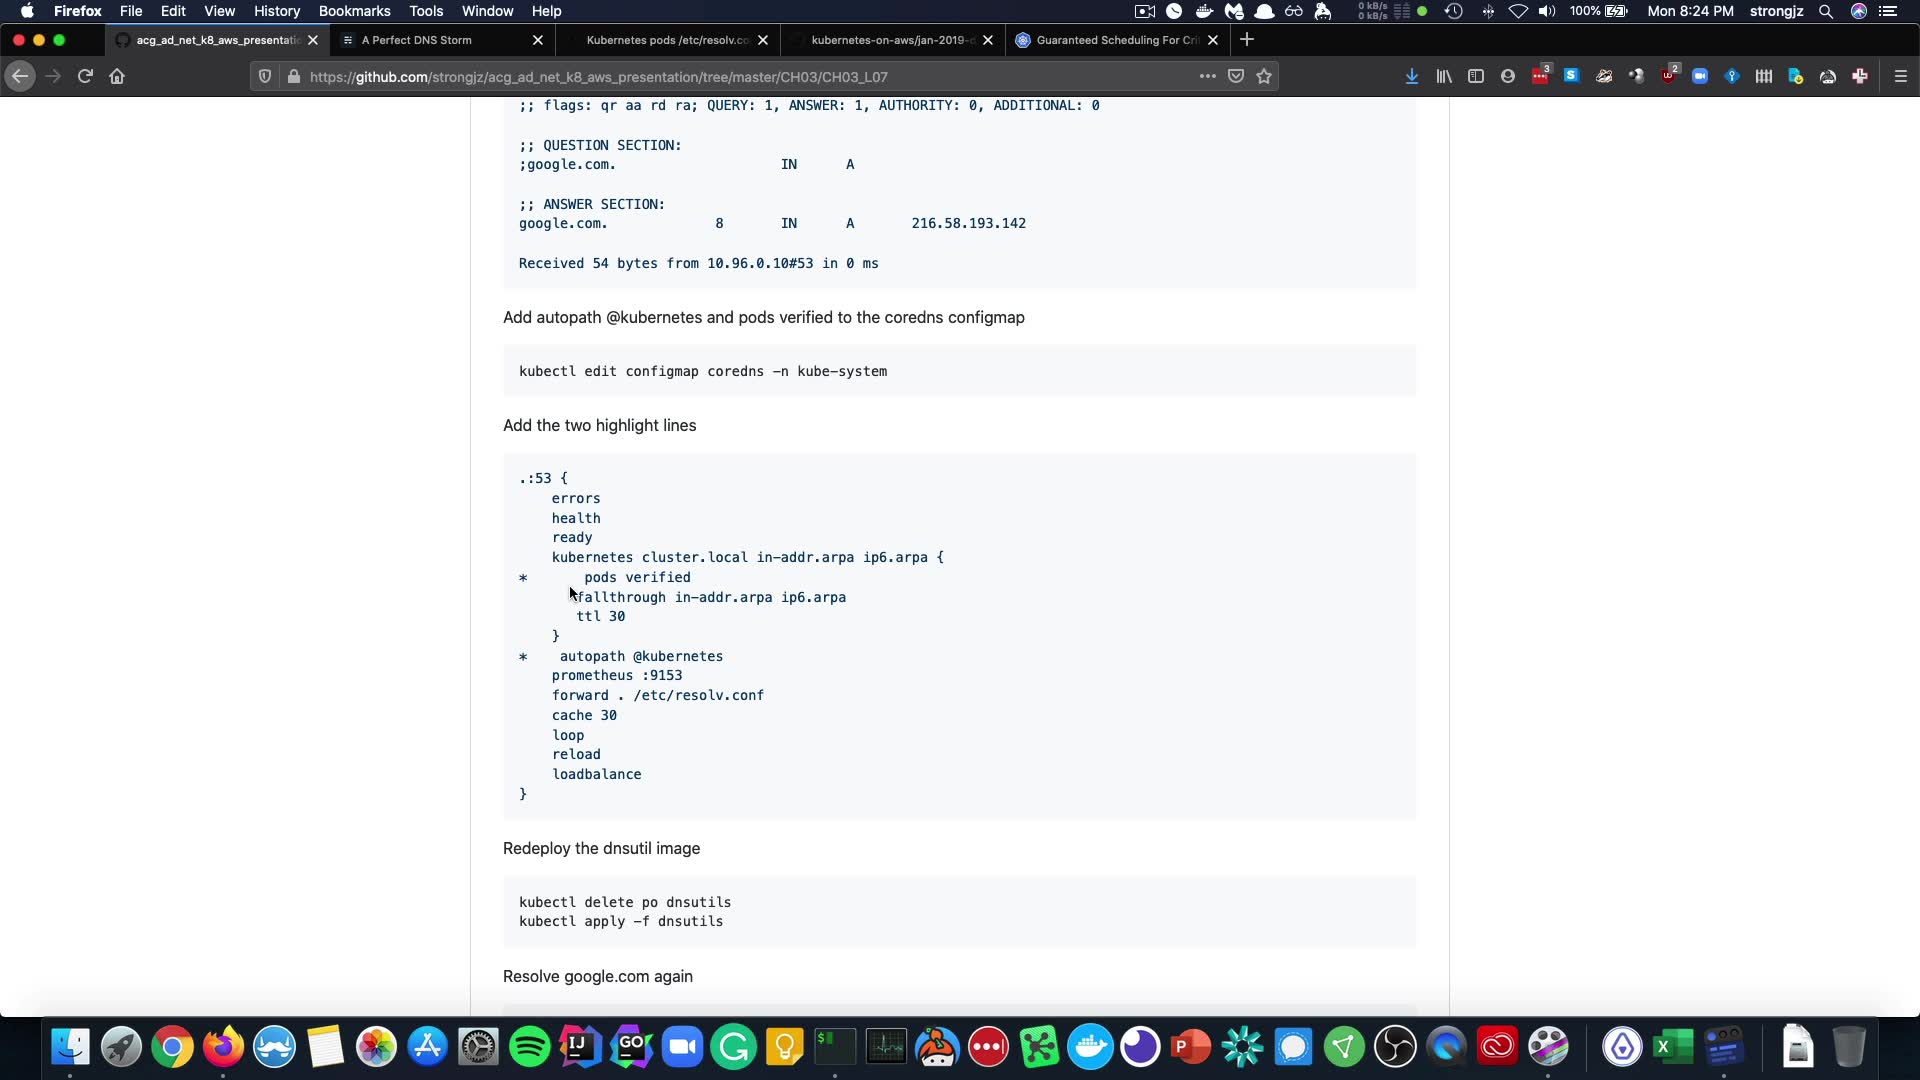 Firefox File Edit View History Bookmarks Tools Window Help
0 kB/s
0 kB/s
100% Mon 8:24 PM strongjz
acg_ad_net_k8_aws_presentatio
A Perfect DNS Storm
Kubernetes pods /etc/resolv.co
kubernetes-on-aws/jan-2019-d
Guaranteed Scheduling For Cri
https://github.com/strongjz/acg_ad_net_k8_aws_presentation/tree/master/CH03/CH03_L07
3
2
;; flags: qr aa rd ra; QUERY: 1, ANSWER: 1, AUTHORITY: 0, ADDITIONAL: 0
;; QUESTION SECTION:
;google.com. IN A
;; ANSWER SECTION:
google.com. 8 IN A 216.58.193.142
Received 54 bytes from 10.96.0.10#53 in 0 ms
Add autopath @kubernetes and pods verified to the coredns configmap
kubectl edit configmap coredns -n kube-system
Add the two highlight lines
.:53 {
errors
health
ready
kubernetes cluster.local in-addr.arpa ip6.arpa {
* pods verified
fallthrough in-addr.arpa ip6.arpa
ttl 30
}
* autopath @kubernetes
prometheus :9153
forward . /etc/resolv.conf
cache 30
loop
reload
loadbalance
}
Redeploy the dnsutil image
kubectl delete po dnsutils
kubectl apply -f dnsutils
Resolve google.com again
IJ
GO
$
P
X